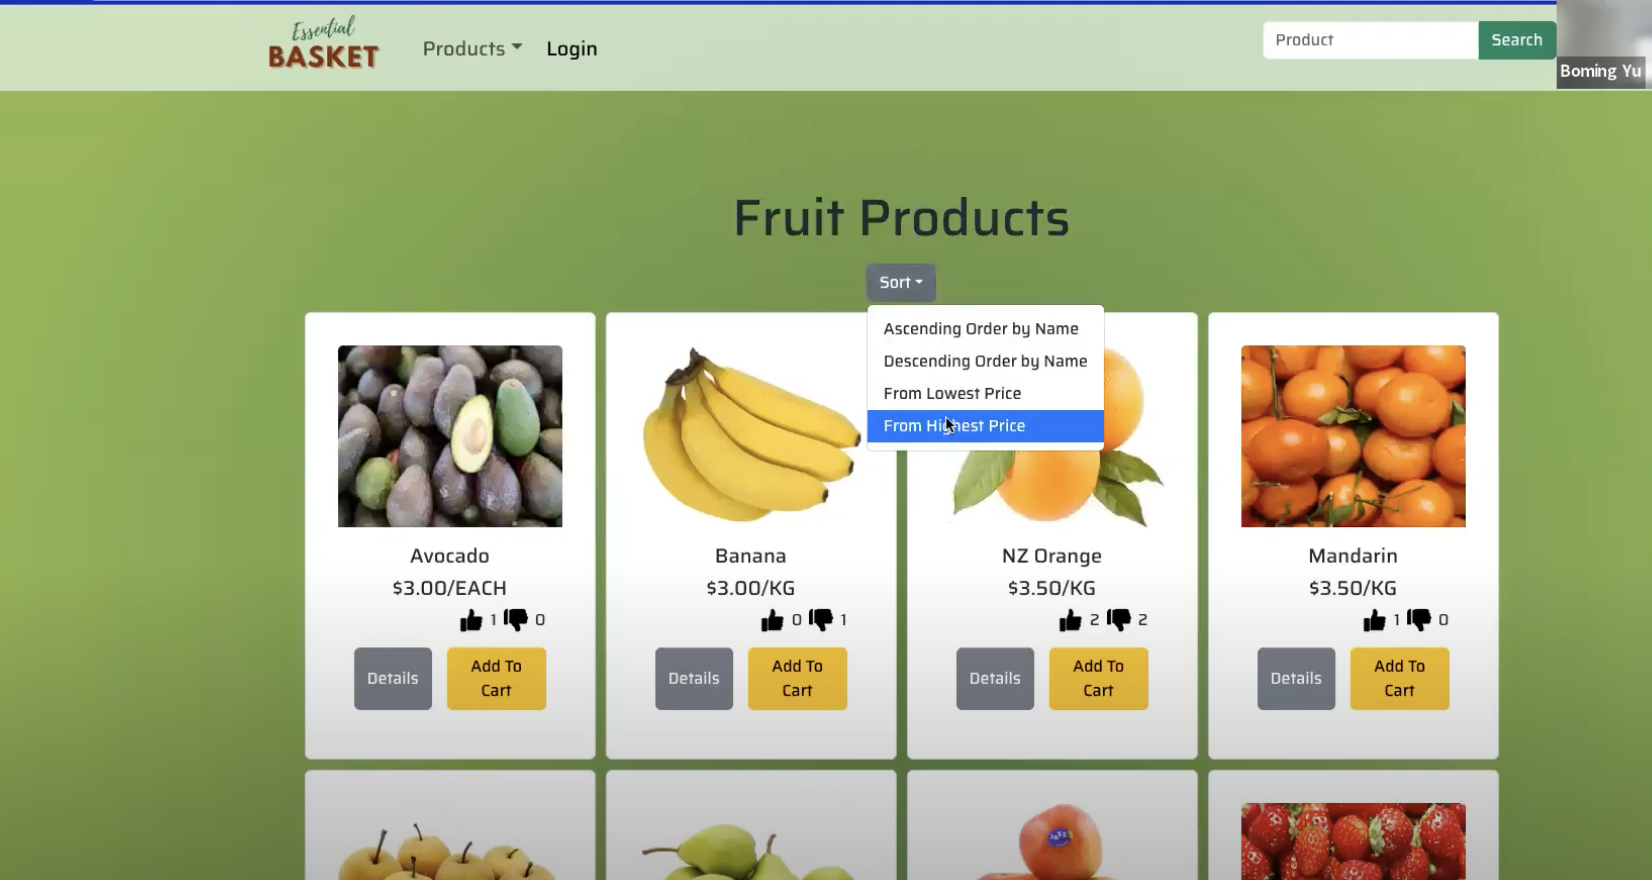 Essential
BASKET
Products
Login
Product
Search
Boming Yu
Fruit Products
Sort
Ascending Order by Name
Descending Order by Name
From Lowest Price
From Highest Price
Avocado
$3.00/EACH
1 0
Details
Add To
Cart
Banana
$3.00/KG
0 1
Details
Add To
Cart
NZ Orange
$3.50/KG
2 2
Details
Add To
Cart
Mandarin
$3.50/KG
1 0
Details
Add To
Cart